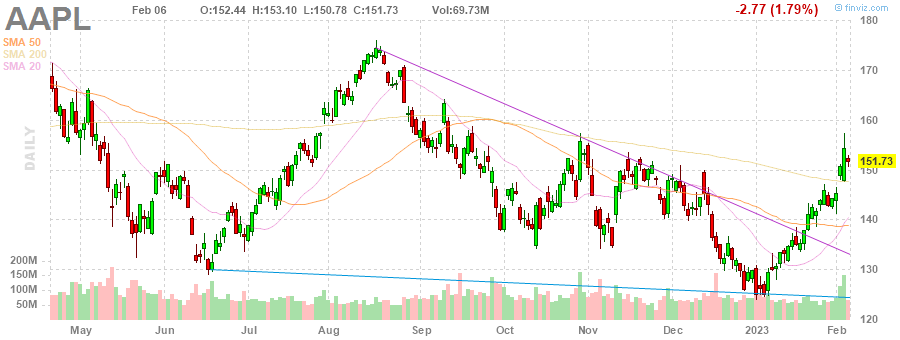 AAPL
Feb 06 O:152.44 H:153.10 L:150.78 C:151.73 Vol:69.73M -2.77 (1.79%)
finviz.com
SMA 50
SMA 200
SMA 20
DAILY
180
170
160
151.73
150
140
130
120
200M
150M
100M
50M
May Jun Jul Aug Sep Oct Nov Dec 2023 Feb